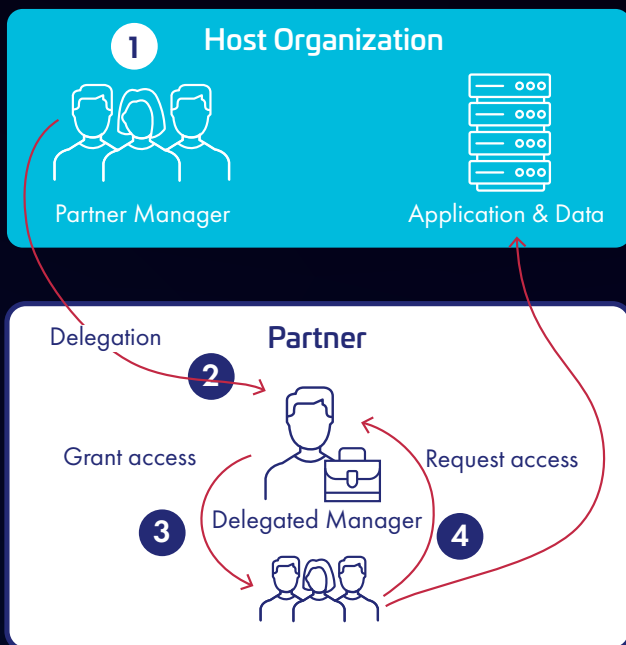 1
Host Organization
Partner Manager
Application & Data
Delegation
Partner
2
Grant access
Request access
3
Delegated Manager
4